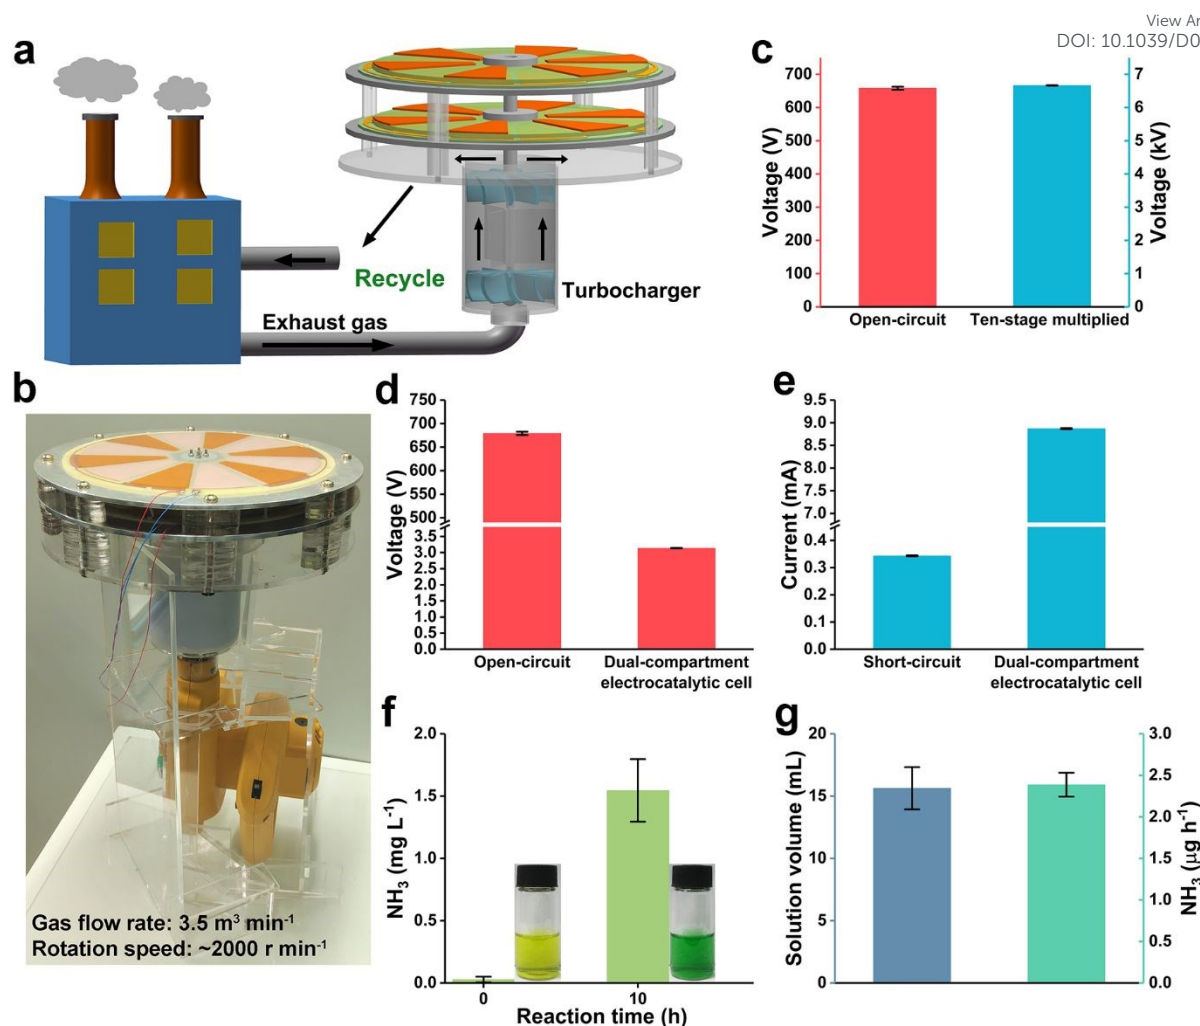 View Ar
DOI: 10.1039/D0
a
Recycle
Turbocharger
Exhaust gas
b
Gas flow rate: 3.5 m³ min⁻¹
Rotation speed: ~2000 r min⁻¹
c
Voltage (V)
700
600
500
400
300
200
100
0
Voltage (kV)
7
6
5
4
3
2
1
0
Open-circuit
Ten-stage multiplied
d
Voltage (V)
750
700
650
600
550
500
3.5
3.0
2.5
2.0
1.5
1.0
0.5
0.0
Open-circuit
Dual-compartment
electrocatalytic cell
e
Current (mA)
9.5
9.0
8.5
8.0
7.5
7.0
0.4
0.3
0.2
0.1
0.0
Short-circuit
Dual-compartment
electrocatalytic cell
f
NH₃ (mg L⁻¹)
2.0
1.5
1.0
0.5
0.0
0
10
Reaction time (h)
g
Solution volume (mL)
20
15
10
5
0
NH₃ (µg h⁻¹)
3.0
2.5
2.0
1.5
1.0
0.5
0.0